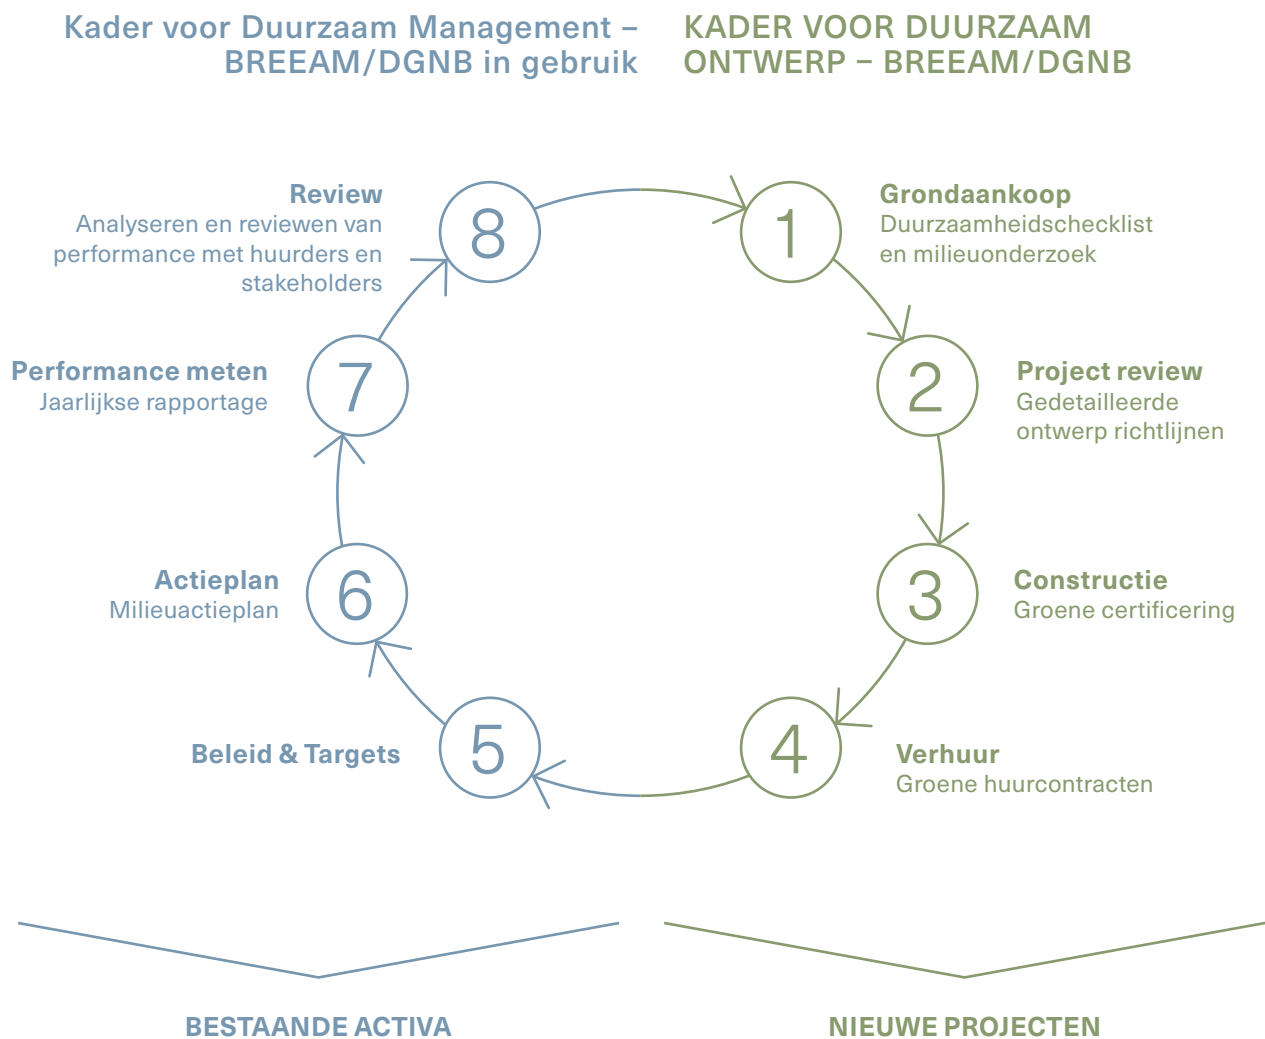 Kader voor Duurzaam Management –
BREEAM/DGNB in gebruik
KADER VOOR DUURZAAM
ONTWERP – BREEAM/DGNB
1
Grondaankoop
Duurzaamheidschecklist
en milieuonderzoek
2
Project review
Gedetailleerde
ontwerp richtlijnen
3
Constructie
Groene certificering
4
Verhuur
Groene huurcontracten
5
Beleid & Targets
6
Actieplan
Milieuactieplan
7
Performance meten
Jaarlijkse rapportage
8
Review
Analyseren en reviewen van
performance met huurders en
stakeholders
BESTAANDE ACTIVA
NIEUWE PROJECTEN